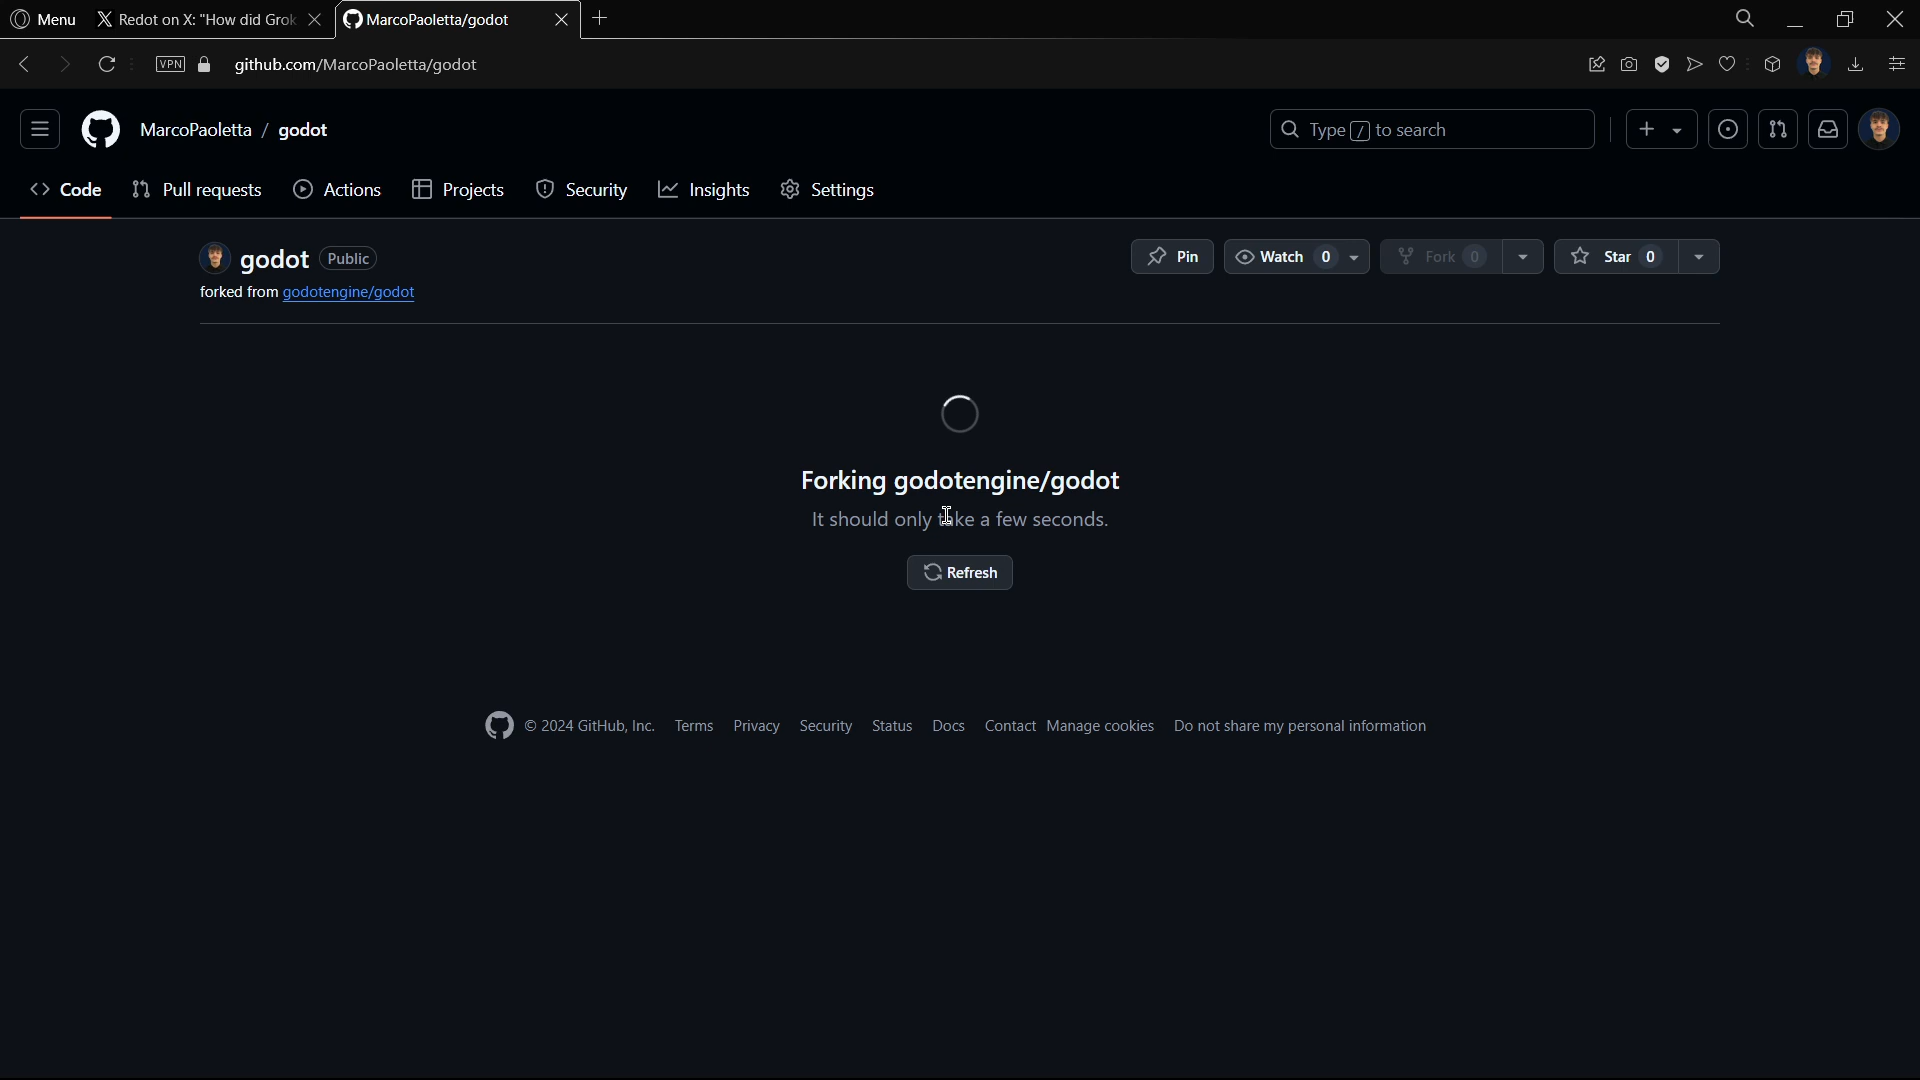 Menu Redot on X: "How did Grok MarcoPaoletta/godot
VPN github.com/MarcoPaoletta/godot
MarcoPaoletta / godot Type / to search
Code Pull requests Actions Projects Security Insights Settings
godot Public Pin Watch 0 Fork 0 Star 0
forked from godotengine/godot
Forking godotengine/godot
It should only take a few seconds.
Refresh
© 2024 GitHub, Inc. Terms Privacy Security Status Docs Contact Manage cookies Do not share my personal information